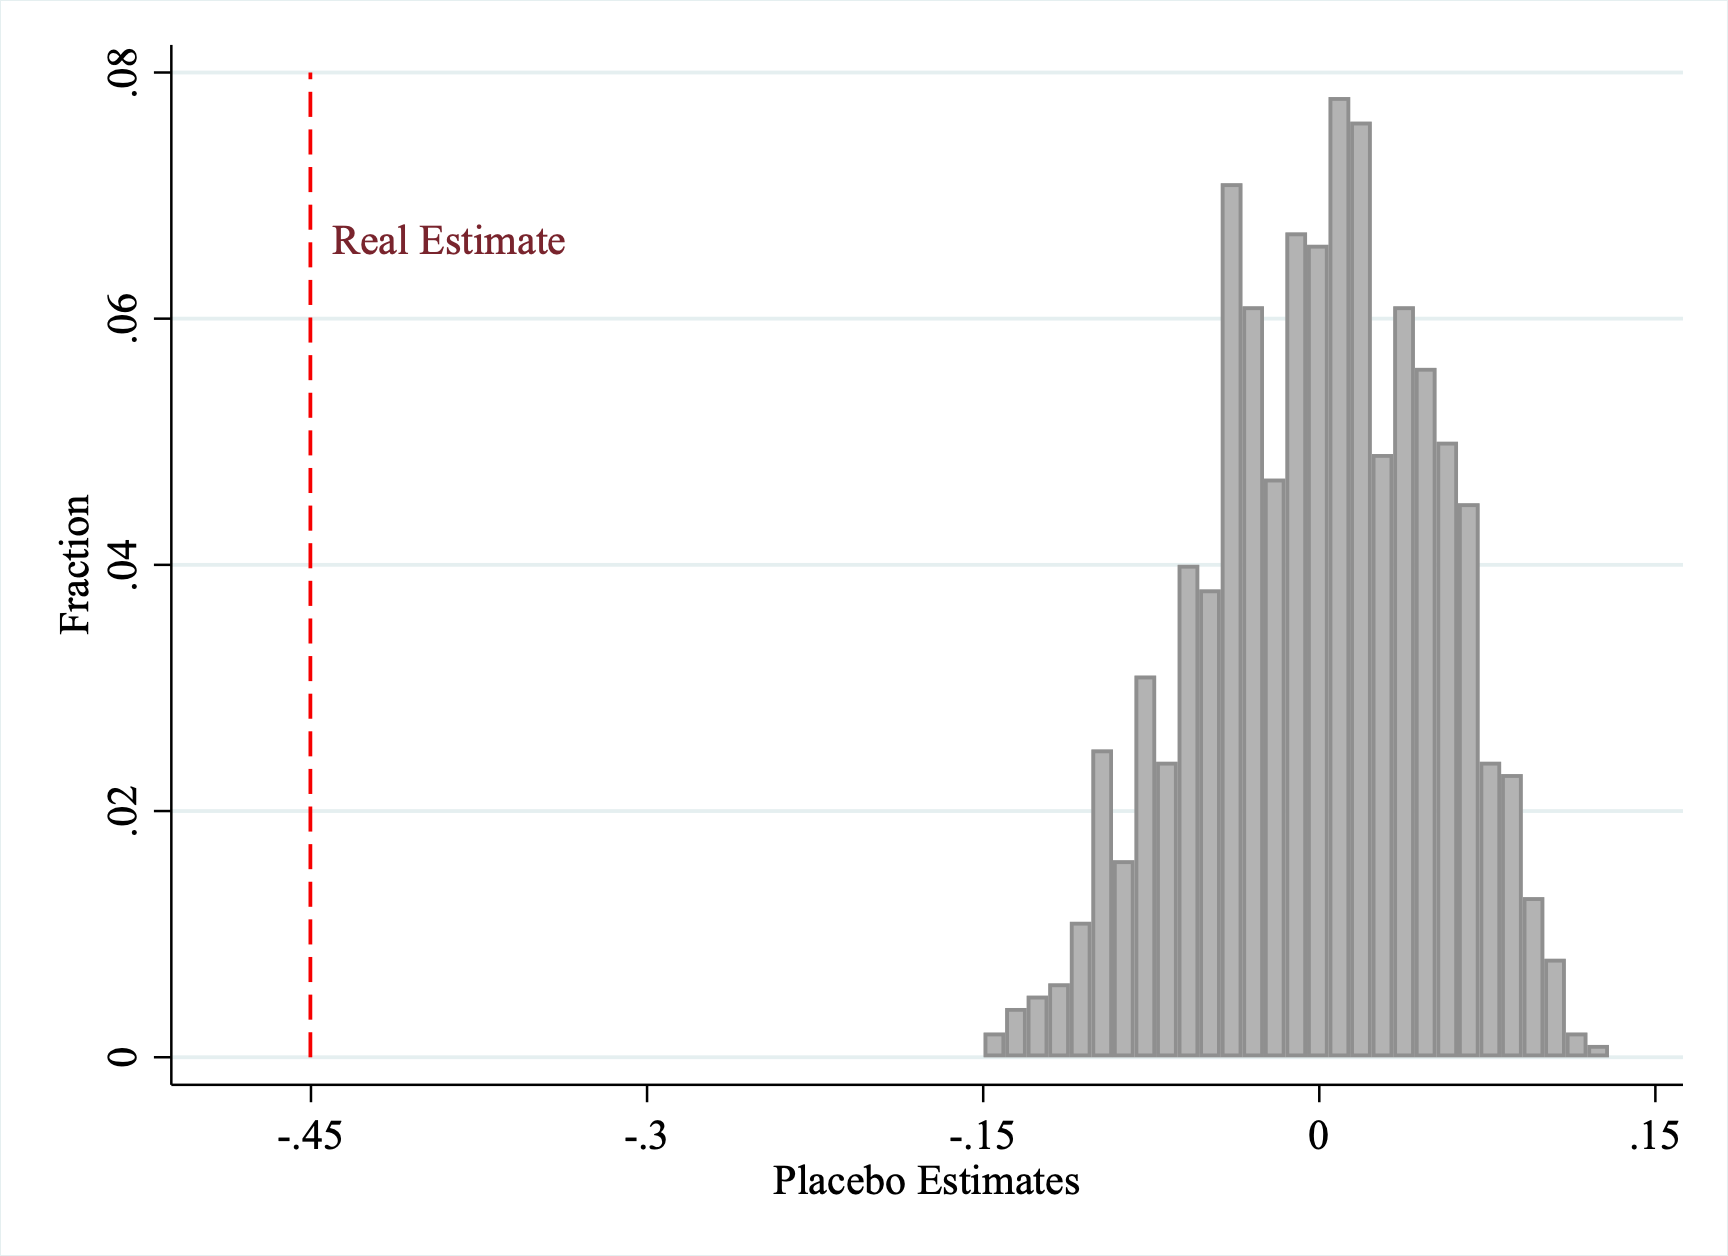 .08
.06
.04
.02
0
Fraction
Real Estimate
-.45 -.3 -.15 0 .15
Placebo Estimates